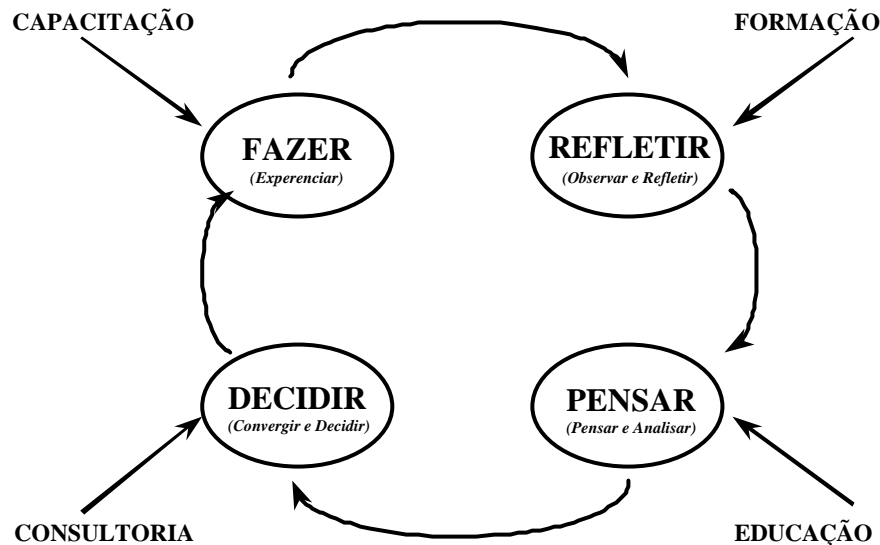 CAPACITAÇÃO
FORMAÇÃO
FAZER
(Experenciar)
REFLETIR
(Observar e Refletir)
DECIDIR
(Convergir e Decidir)
PENSAR
(Pensar e Analisar)
CONSULTORIA
EDUCAÇÃO